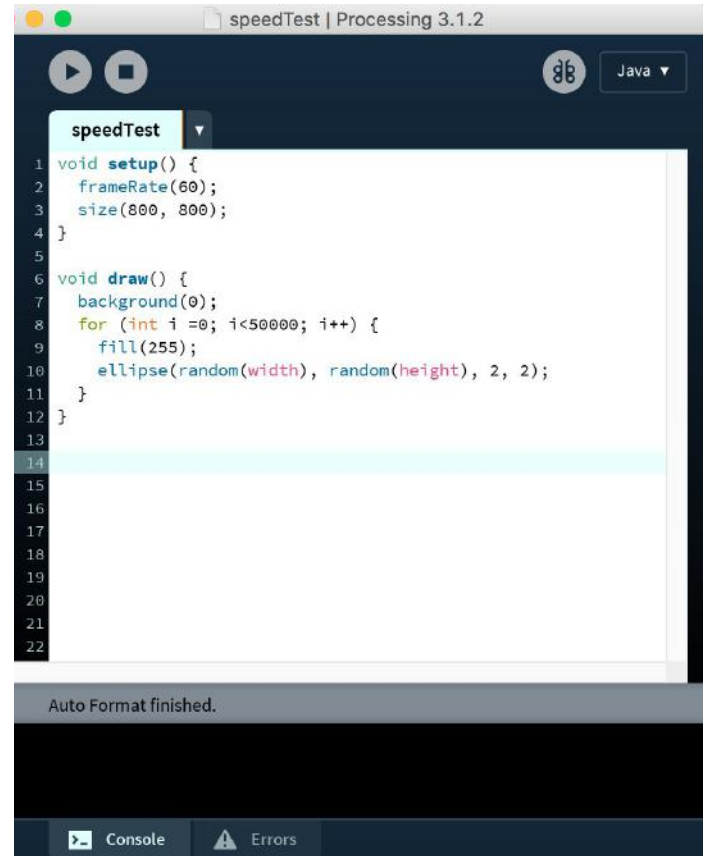 speedTest | Processing 3.1.2
Java ▼
speedTest ▼
1 void setup() {
2   frameRate(60);
3   size(800, 800);
4 }
5
6 void draw() {
7   background(0);
8   for (int i =0; i<50000; i++) {
9     fill(255);
10     ellipse(random(width), random(height), 2, 2);
11   }
12 }
13
14
15
16
17
18
19
20
21
22
Auto Format finished.
>_ Console
Errors